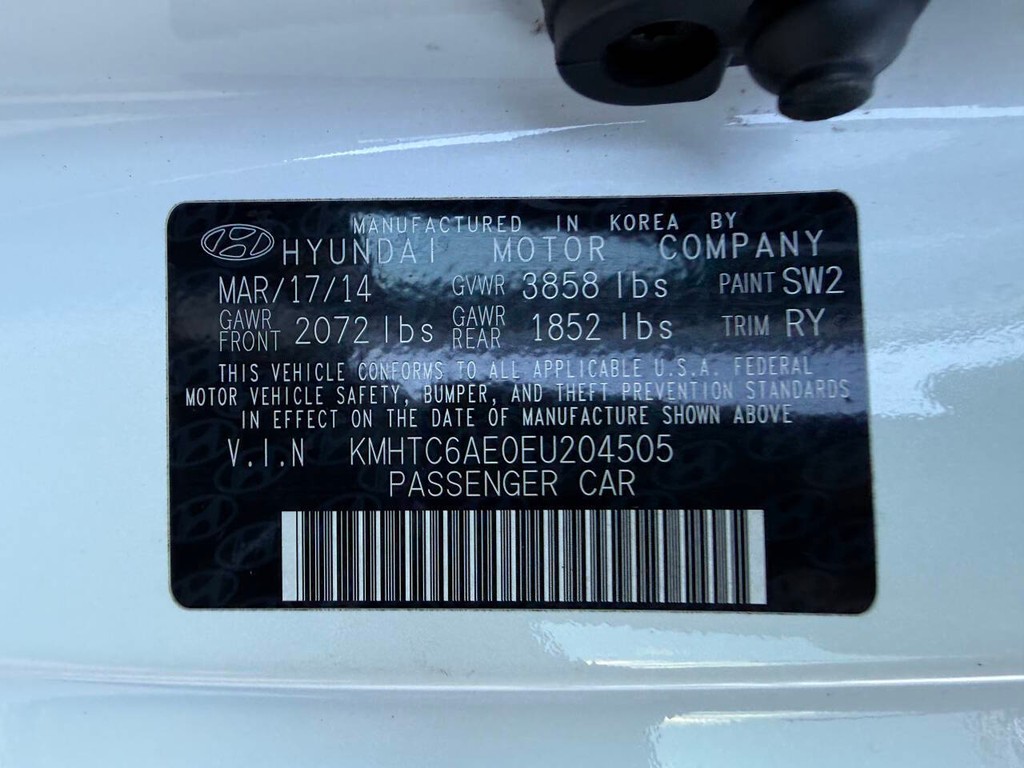 MANUFACTURED IN KOREA BY
HYUNDAI MOTOR COMPANY
MAR/17/14 GVWR 3858 lbs PAINT SW2
GAWR FRONT 2072 lbs GAWR REAR 1852 lbs TRIM RY
THIS VEHICLE CONFORMS TO ALL APPLICABLE U.S.A. FEDERAL
MOTOR VEHICLE SAFETY, BUMPER, AND THEFT PREVENTION STANDARDS
IN EFFECT ON THE DATE OF MANUFACTURE SHOWN ABOVE
V.I.N KMHTC6AE0EU204505
PASSENGER CAR